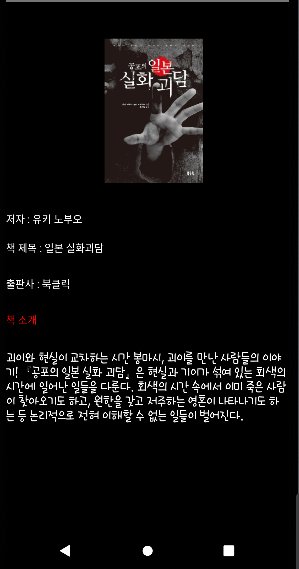 공포의 일본
실화 괴담
저자 : 유키 노부오
책 제목 : 일본 실화괴담
출판사 : 북클릭
책 소개
괴이와 현실이 교차하는 시간 봉마시, 괴이를 만난 사람들의 이야
기! 『공포의 일본 실화 괴담』은 현실과 기이가 섞여 있는 회색의
시간에 일어난 일들을 다룬다. 회색의 시간 속에서 이미 죽은 사람
이 찾아오기도 하고, 원한을 갖고 저주하는 영혼이 나타나기도 하
는 등 논리적으로 전혀 이해할 수 없는 일들이 벌어진다.